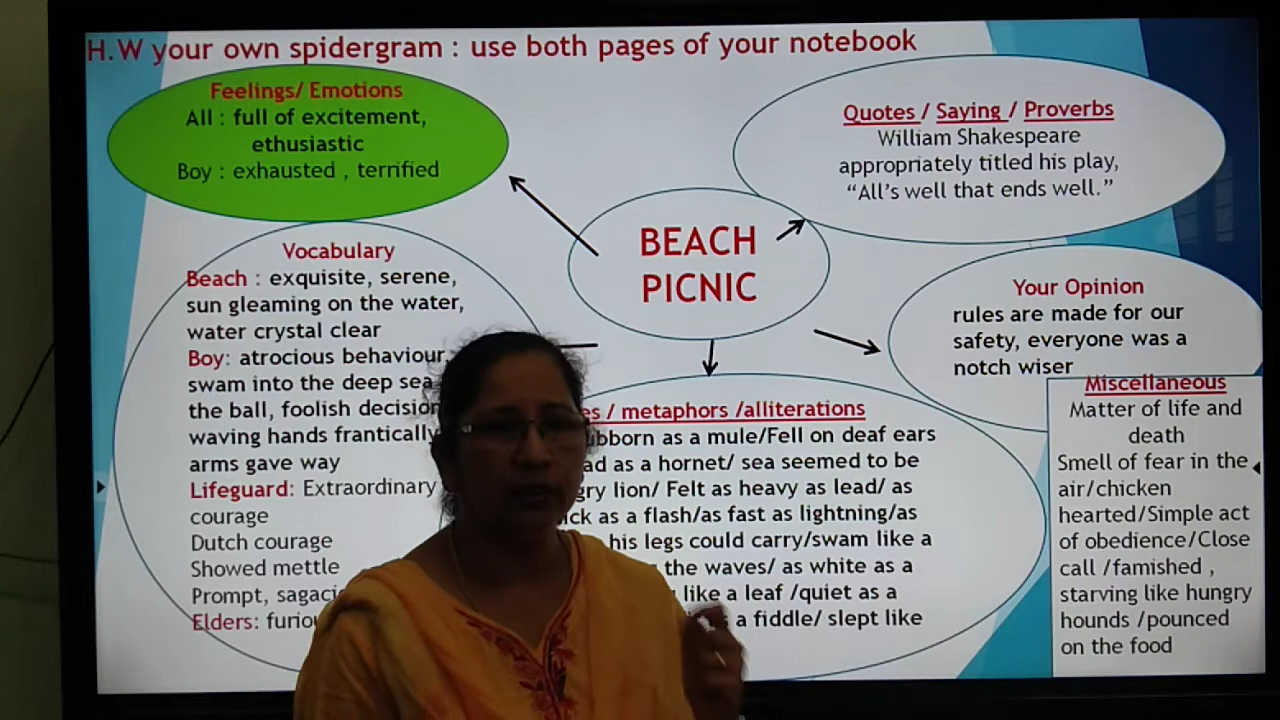 H.W your own spidergram : use both pages of your notebook
Feelings/ Emotions
All : full of excitement,
ethusiastic
Boy : exhausted , terrified
Quotes / Saying / Proverbs
William Shakespeare
appropriately titled his play,
“All’s well that ends well.”
BEACH
PICNIC
Vocabulary
Beach : exquisite, serene,
sun gleaming on the water,
water crystal clear
Boy: atrocious behaviour,
swam into the deep sea
the ball, foolish decision
waving hands frantically
arms gave way
Lifeguard: Extraordinary
courage
Dutch courage
Showed mettle
Prompt,
Elders:
Your Opinion
rules are made for our
safety, everyone was a
notch wiser
/ metaphors /alliterations
as a mule/Fell on deaf ears
as a hornet/ sea seemed to be
lion/ Felt as heavy as lead/ as
as a flash/as fast as lightning/as
his legs could carry/swam like a
the waves/ as white as a
like a leaf /quiet as a
a fiddle/ slept like
Miscellaneous
Matter of life and
death
Smell of fear in the
air/chicken
hearted/Simple act
of obedience/Close
call /famished ,
starving like hungry
hounds /pounced
on the food